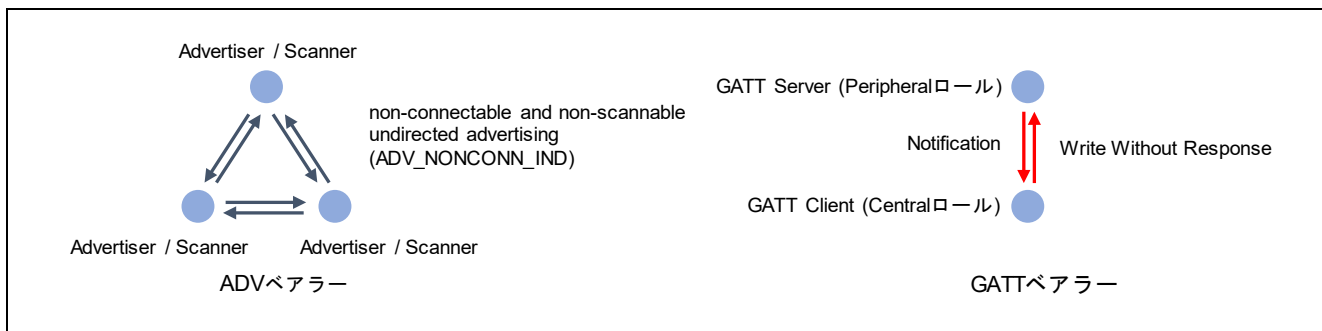 Advertiser / Scanner
non-connectable and non-scannable
undirected advertising
(ADV_NONCONN_IND)
Advertiser / Scanner
Advertiser / Scanner
ADVベアラー
GATT Server (Peripheralロール)
Notification
Write Without Response
GATT Client (Centralロール)
GATTベアラー